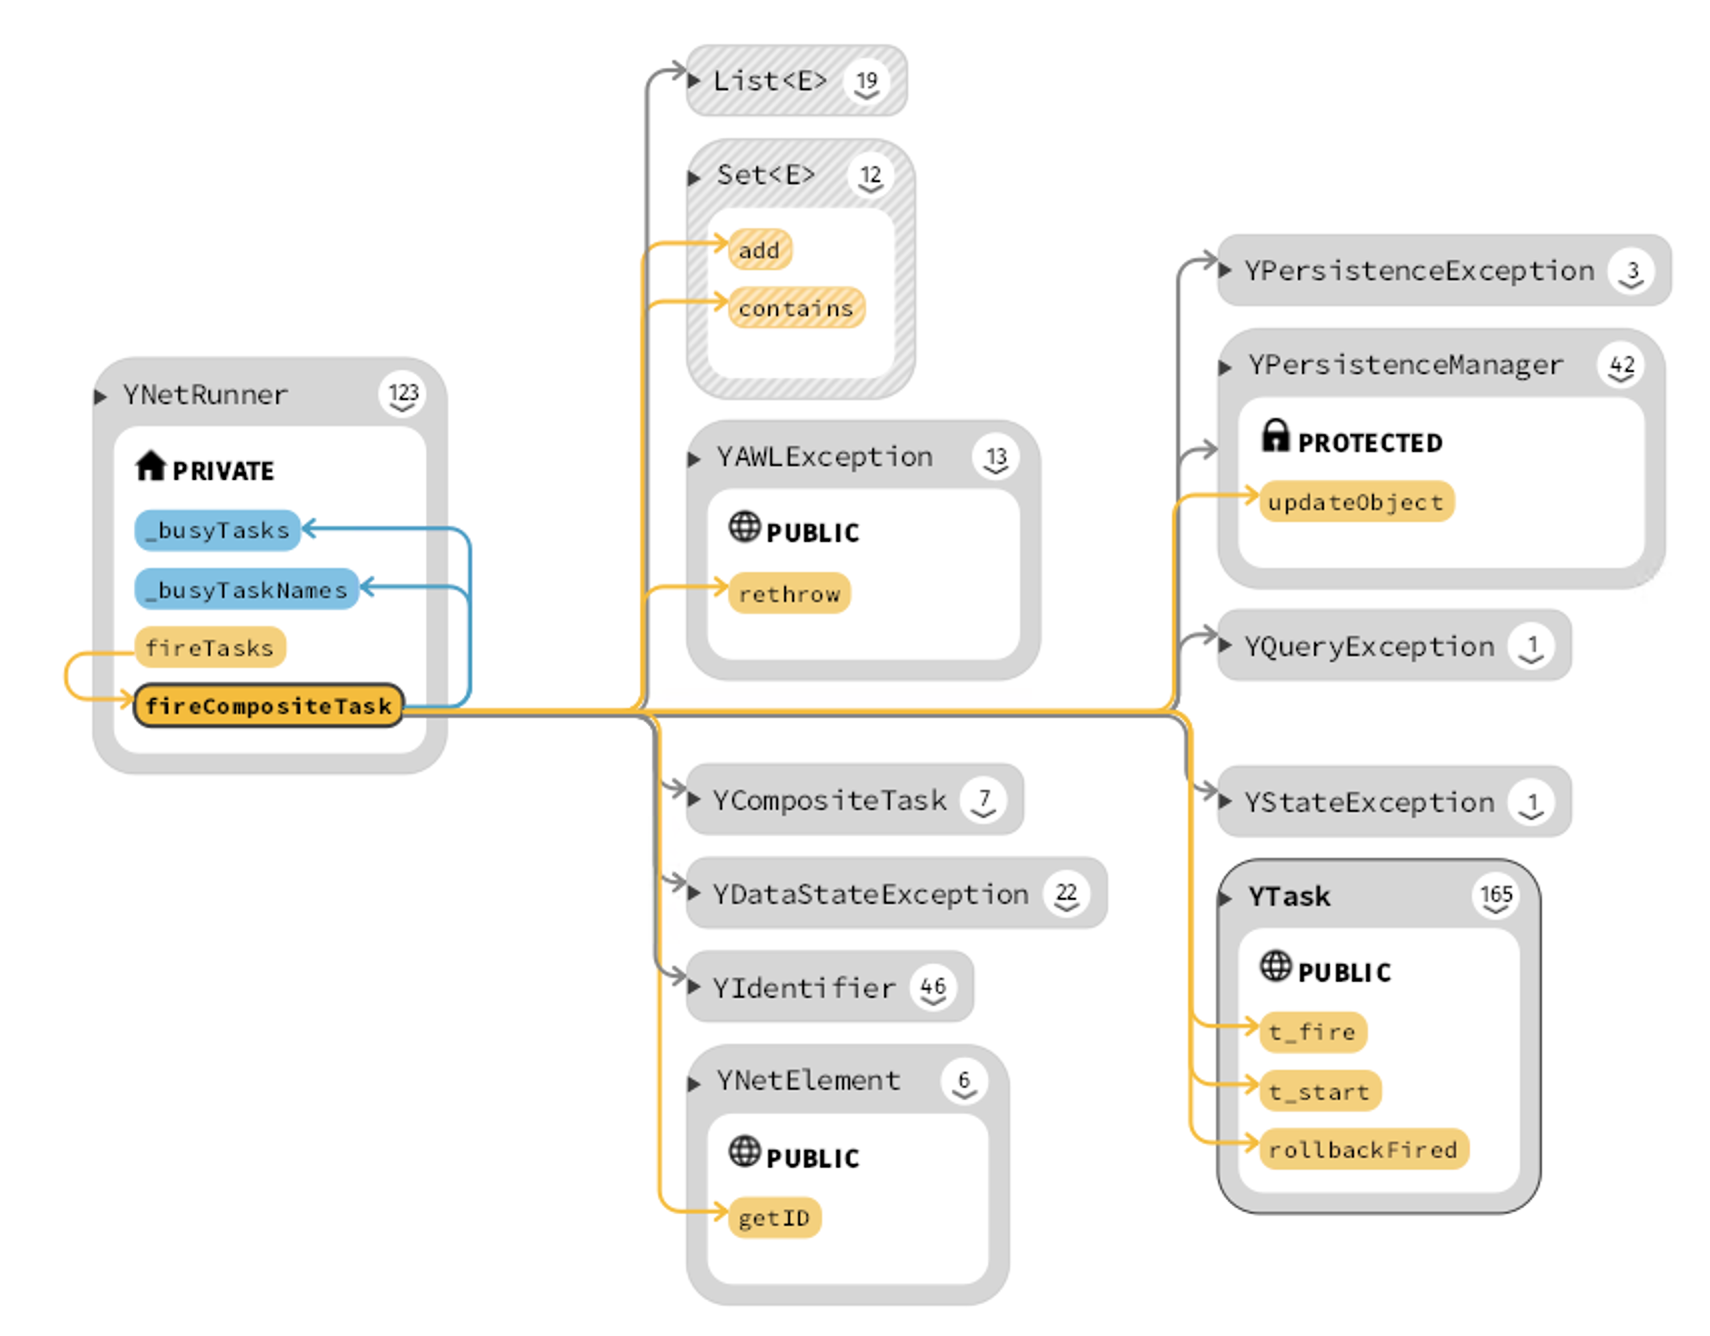 YNetRunner 123
PRIVATE
_busyTasks
_busyTaskNames
fireTasks
fireCompositeTask
List<E> 19
Set<E> 12
add
contains
YAWLException 13
PUBLIC
rethrow
YCompositeTask 7
YDataStateException 22
YIdentifier 46
YNetElement 6
PUBLIC
getID
YPersistenceException 3
YPersistenceManager 42
PROTECTED
updateObject
YQueryException 1
YStateException 1
YTask 165
PUBLIC
t_fire
t_start
rollbackFired